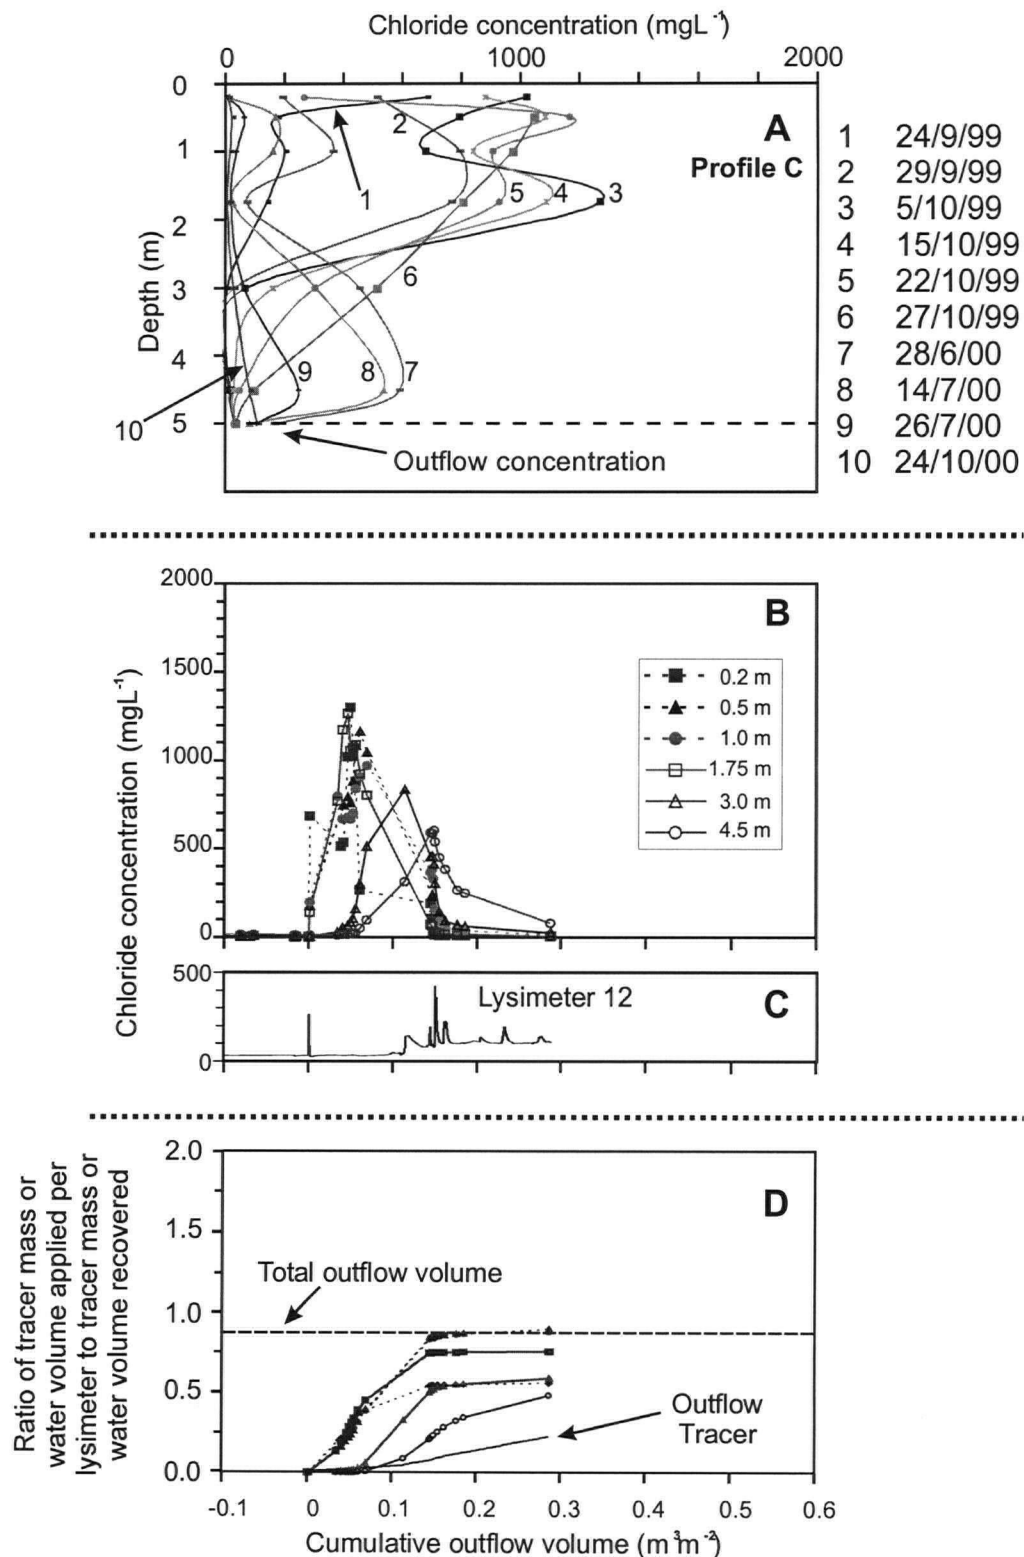 Chloride concentration (mgL⁻¹)
0 1000 2000
0
1
2
3
4
5
Depth (m)
A
Profile C
1
2
3
4
5
6
7
8
9
10
Outflow concentration
1 24/9/99
2 29/9/99
3 5/10/99
4 15/10/99
5 22/10/99
6 27/10/99
7 28/6/00
8 14/7/00
9 26/7/00
10 24/10/00
2000
1500
1000
500
0
Chloride concentration (mgL⁻¹)
B
0.2 m
0.5 m
1.0 m
1.75 m
3.0 m
4.5 m
500
0
Lysimeter 12
C
Ratio of tracer mass or
water volume applied per
lysimeter to tracer mass or
water volume recovered
2.0
1.5
1.0
0.5
0.0
D
Total outflow volume
Outflow
Tracer
-0.1 0 0.1 0.2 0.3 0.4 0.5 0.6
Cumulative outflow volume (m³m⁻²)